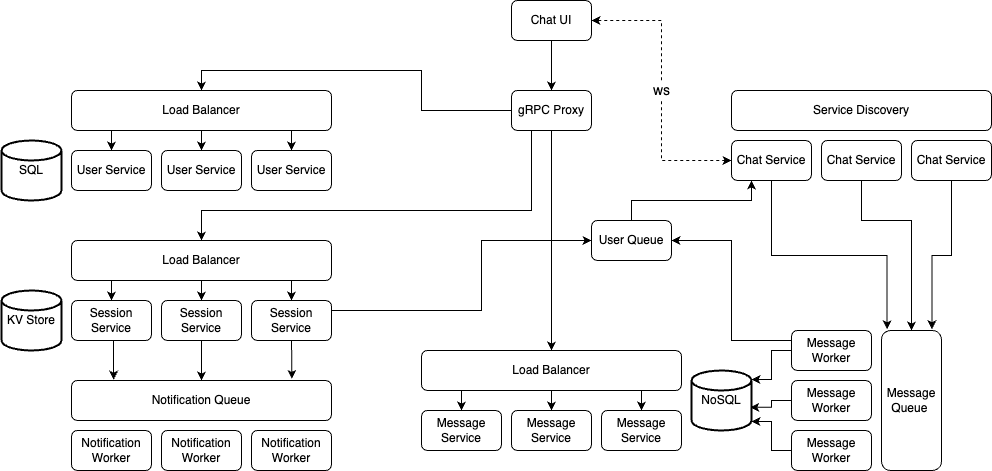 Chat UI
ws
Load Balancer
gRPC Proxy
Service Discovery
SQL
User Service
User Service
User Service
Chat Service
Chat Service
Chat Service
User Queue
Load Balancer
KV Store
Session
Service
Session
Service
Session
Service
Message
Worker
Load Balancer
Notification Queue
NoSQL
Message
Worker
Message
Queue
Message
Service
Message
Service
Message
Service
Notification
Worker
Notification
Worker
Notification
Worker
Message
Worker